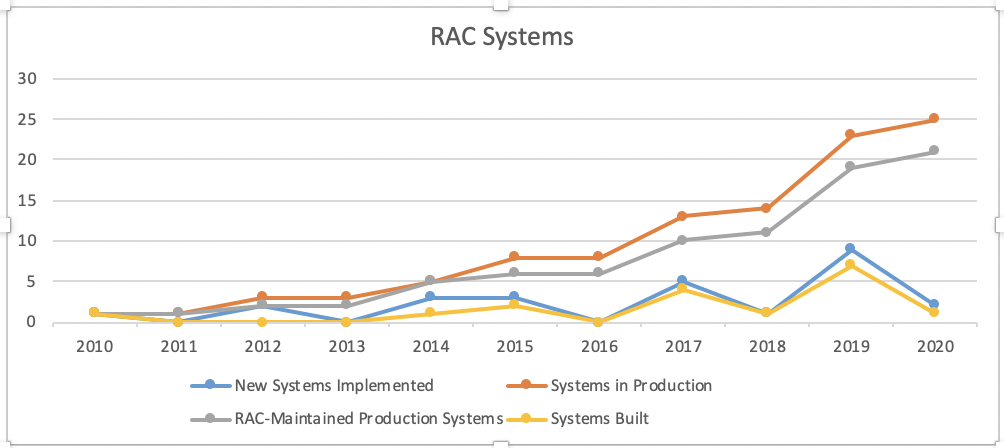 RAC Systems
30
25
20
15
10
5
0
2010 2011 2012 2013 2014 2015 2016 2017 2018 2019 2020
New Systems Implemented Systems in Production
RAC-Maintained Production Systems Systems Built